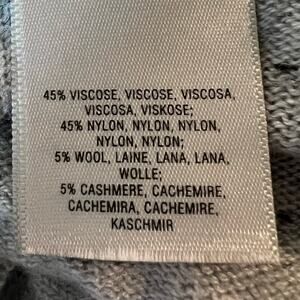 45% VISCOSE, VISCOSE, VISCOSA,
VISCOSA, VISKOSE;
45% NYLON, NYLON, NYLON,
NYLON, NYLON;
5% WOOL, LAINE, LANA, LANA,
WOLLE;
5% CASHMERE, CACHEMIRE,
CACHEMIRA, CACHEMIRE,
KASCHMIR